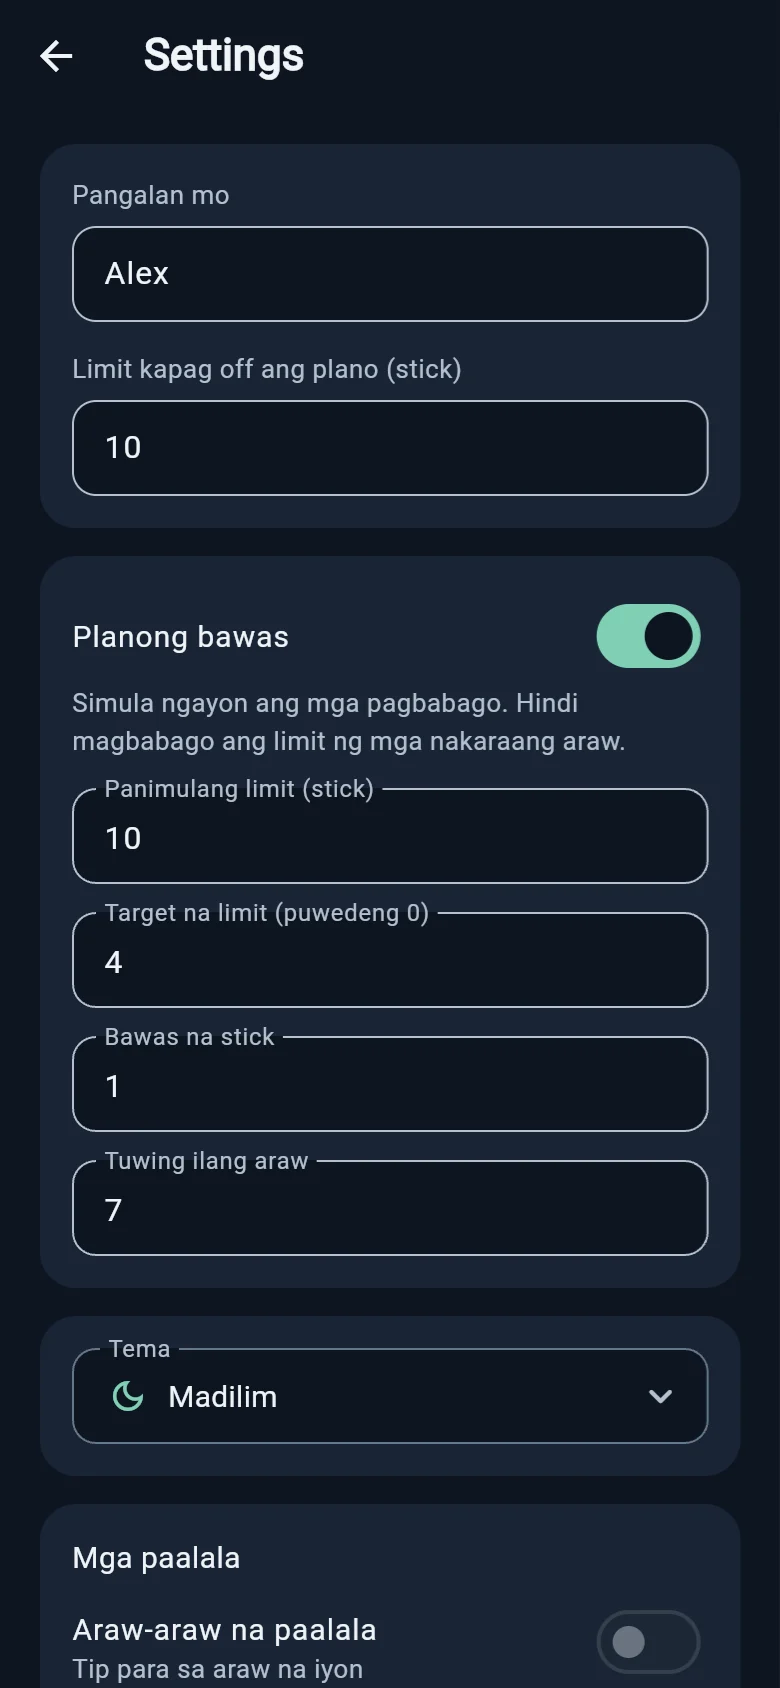 Settings
Pangalan mo
Alex
Limit kapag off ang plano (stick)
10
Planong bawas
Simula ngayon ang mga pagbabago. Hindi
magbabago ang limit ng mga nakaraang araw.
Panimulang limit (stick)
10
Target na limit (puwedeng 0)
4
Bawas na stick
1
Tuwing ilang araw
7
Tema
Madilim
Mga paalala
Araw-araw na paalala
Tip para sa araw na iyon